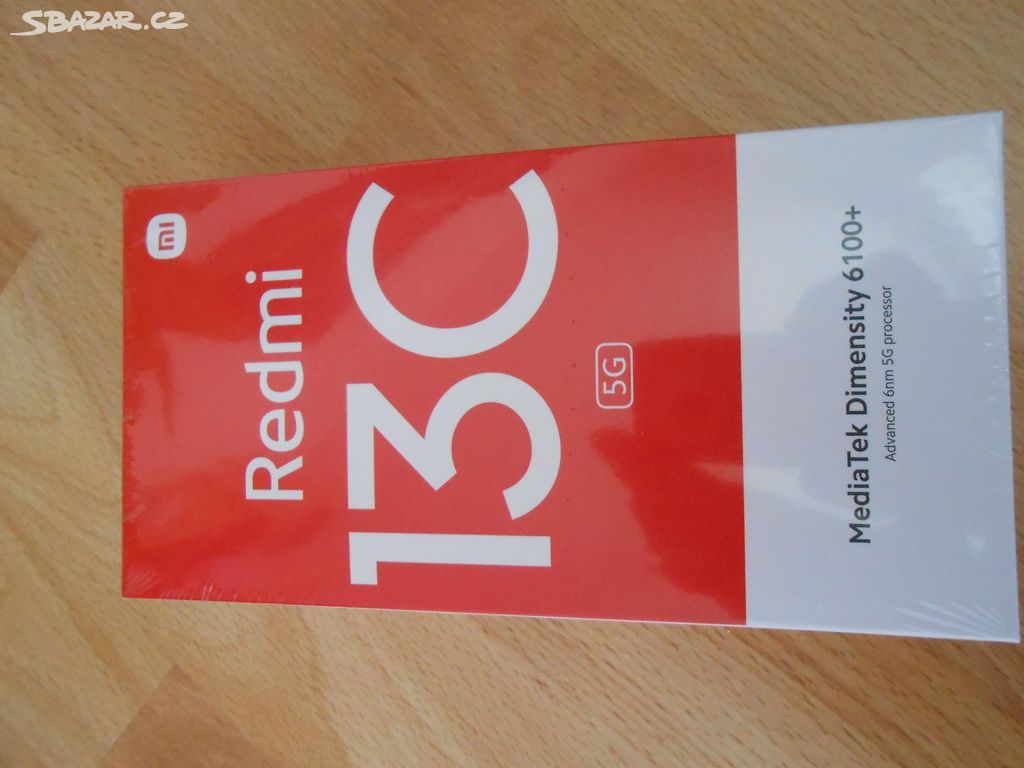 SBAZAR.CZ
mi
Redmi
13C
5G
MediaTek Dimensity 6100+
Advanced 6nm 5G processor